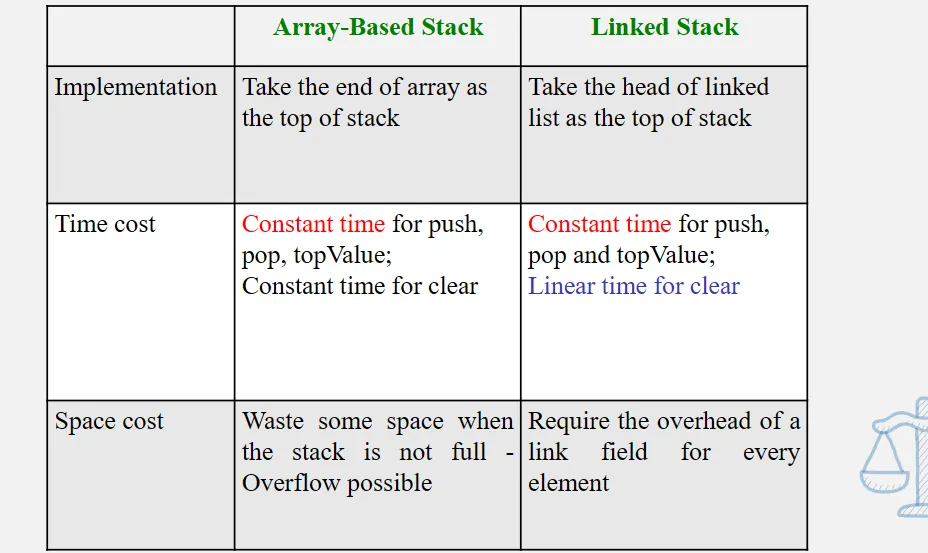 Array-Based Stack
Linked Stack
Implementation
Take the end of array as
the top of stack
Take the head of linked
list as the top of stack
Time cost
Constant time for push,
pop, topValue;
Constant time for clear
Constant time for push,
pop and topValue;
Linear time for clear
Space cost
Waste some space when
the stack is not full -
Overflow possible
Require the overhead of a
link field for every
element